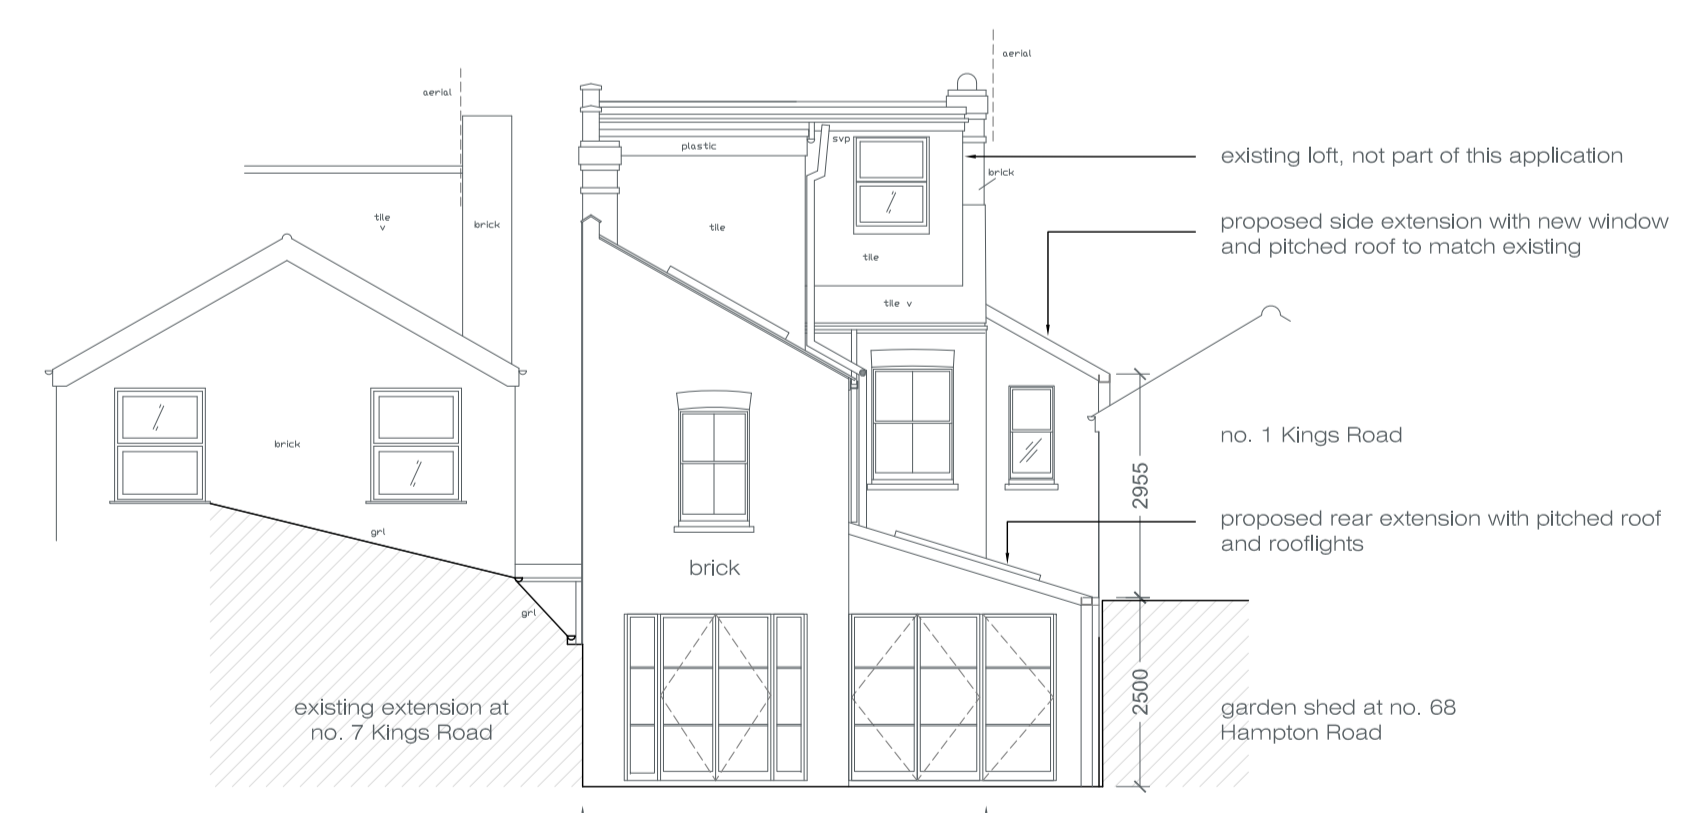 aerial
aerial
plastic
svp
existing loft, not part of this application
brick
tile
v
brick
tile
proposed side extension with new window
and pitched roof to match existing
tile
tile v
brick
no. 1 Kings Road
2955
proposed rear extension with pitched roof
and rooflights
grl
brick
grl
2500
existing extension at
no. 7 Kings Road
garden shed at no. 68
Hampton Road